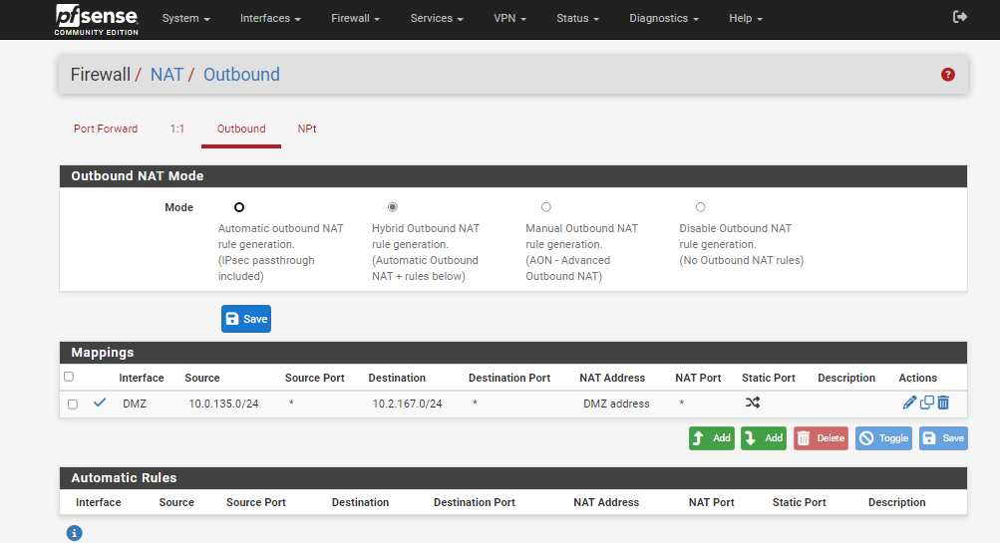 pfsense
COMMUNITY EDITION
System
Interfaces
Firewall
Services
VPN
Status
Diagnostics
Help
Firewall / NAT / Outbound
?
Port Forward
1:1
Outbound
NPt
Outbound NAT Mode
Mode
Automatic outbound NAT
rule generation.
(IPsec passthrough
included)
Hybrid Outbound NAT
rule generation.
(Automatic Outbound
NAT + rules below)
Manual Outbound NAT
rule generation.
(AON - Advanced
Outbound NAT)
Disable Outbound NAT
rule generation.
(No Outbound NAT rules)
Save
Mappings
Interface Source Source Port Destination Destination Port NAT Address NAT Port Static Port Description Actions
DMZ 10.0.135.0/24 * 10.2.167.0/24 * DMZ address *
Add Add Delete Toggle Save
Automatic Rules
Interface Source Source Port Destination Destination Port NAT Address NAT Port Static Port Description
i